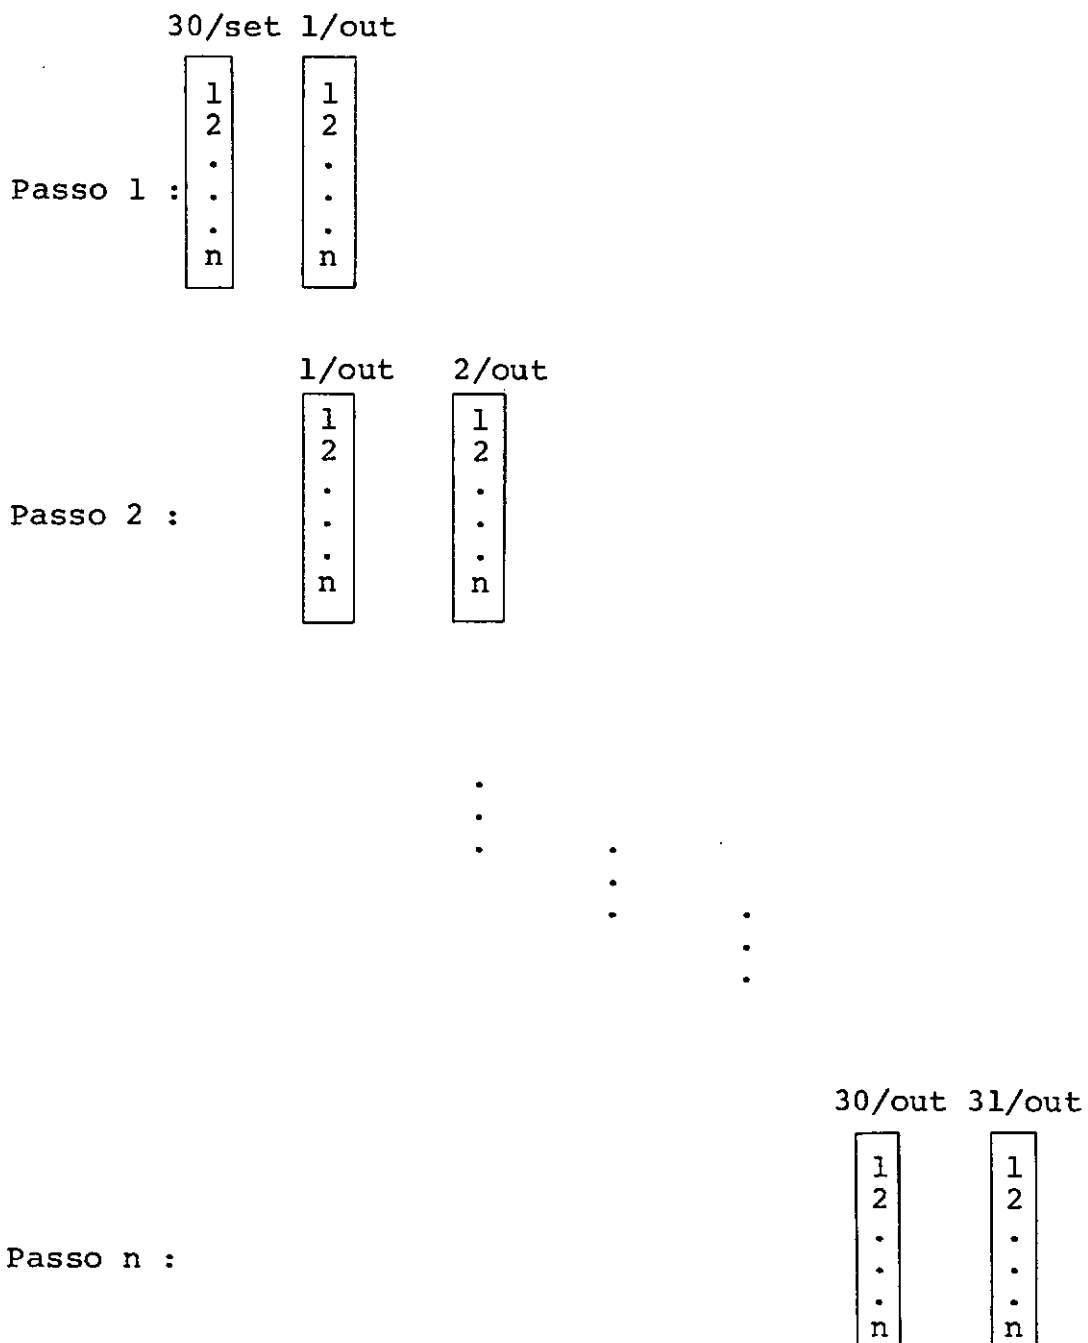 30/set 1/out
1 1
2 2
. .
Passo 1 : . .
. .
n n
1/out 2/out
1 1
2 2
. .
Passo 2 : . .
. .
n n
.
.
. .
.
. .
.
.
30/out 31/out
1 1
2 2
. .
Passo n : . .
. .
n n